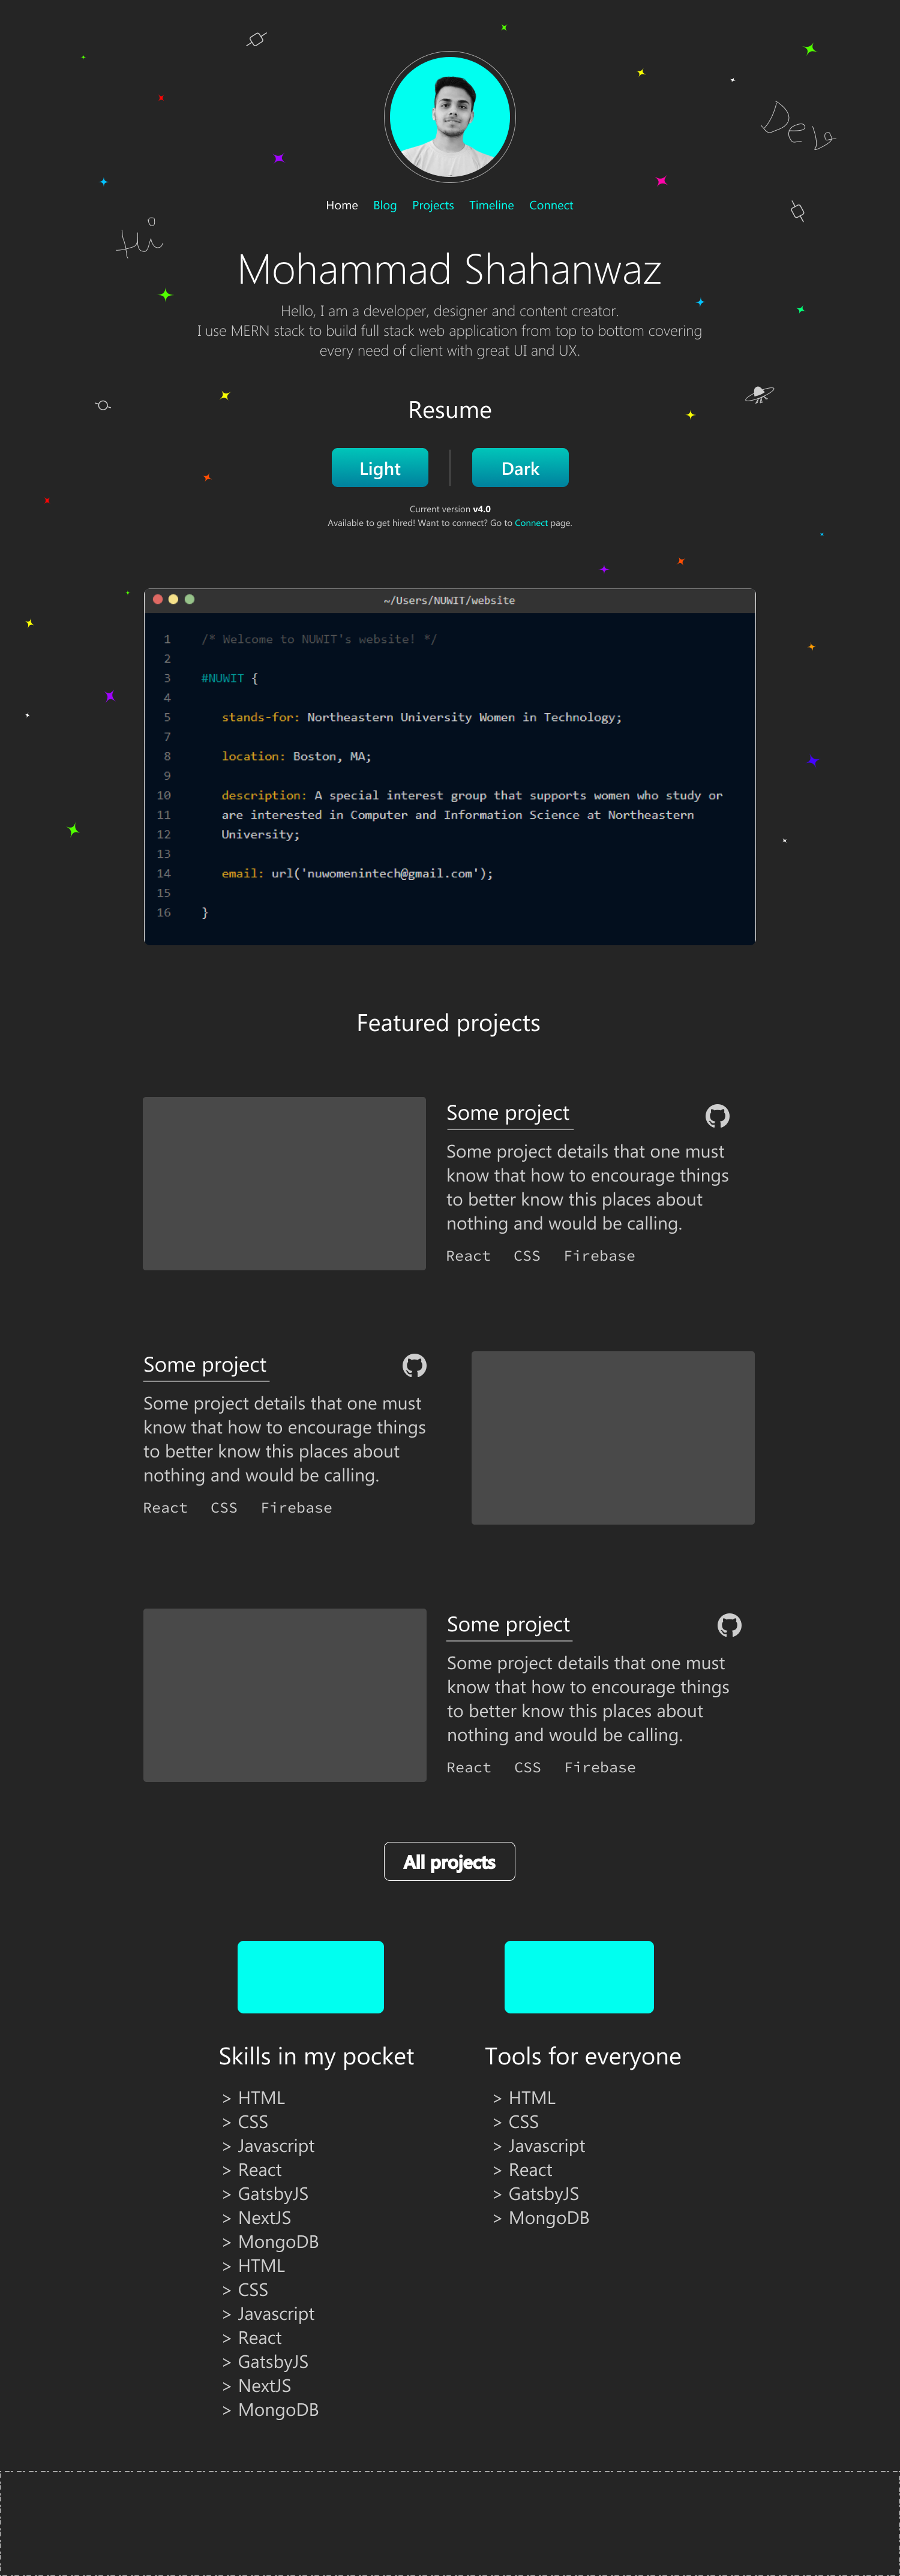 Dev
Home Blog Projects Timeline Connect
Hi
Mohammad Shahanwaz
Hello, I am a developer, designer and content creator.
I use MERN stack to build full stack web application from top to bottom covering
every need of client with great UI and UX.
Resume
Light Dark
Current version v4.0
Available to get hired! Want to connect? Go to Connect page.
~/Users/NUWIT/website
1 /* Welcome to NUWIT's website! */
2
3 #NUWIT {
4
5 stands-for: Northeastern University Women in Technology;
7
8 location: Boston, MA;
9
10 description: A special interest group that supports women who study or
11 are interested in Computer and Information Science at Northeastern
12 University;
13
14 email: url('nuwomenintech@gmail.com');
15
16 }
Featured projects
Some project
Some project details that one must
know that how to encourage things
to better know this places about
nothing and would be calling.
React CSS Firebase
Some project
Some project details that one must
know that how to encourage things
to better know this places about
nothing and would be calling.
React CSS Firebase
Some project
Some project details that one must
know that how to encourage things
to better know this places about
nothing and would be calling.
React CSS Firebase
All projects
Skills in my pocket
> HTML
> CSS
> Javascript
> React
> GatsbyJS
> NextJS
> MongoDB
> HTML
> CSS
> Javascript
> React
> GatsbyJS
> NextJS
> MongoDB
Tools for everyone
> HTML
> CSS
> Javascript
> React
> GatsbyJS
> MongoDB